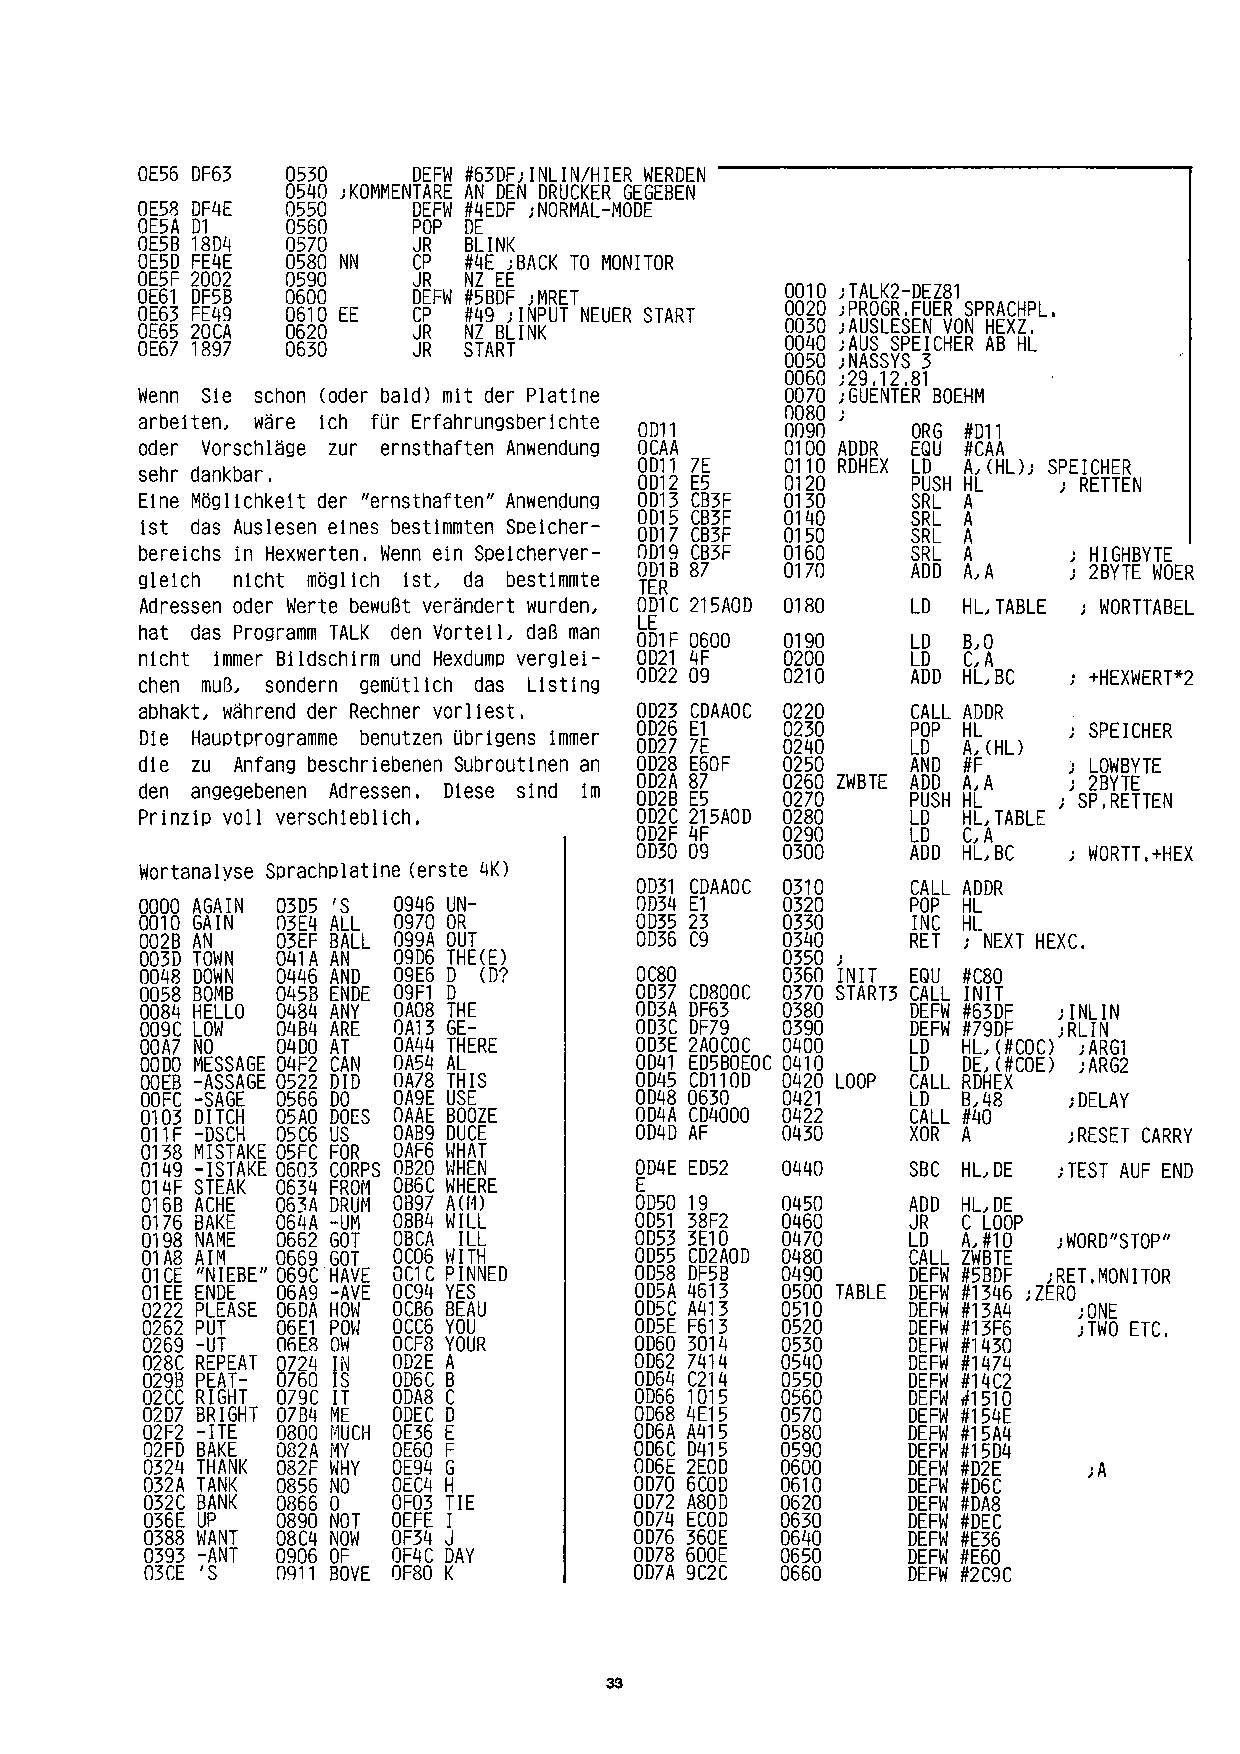 0E56 DF63 0530 DEFW #63DF;INLIN/HIER WERDEN
0540 ;KOMMENTARE AN DEN DRUCKER GEGEBEN
0E58 DF4E 0550 DEFW #4EDF ;NORMAL-MODE
0E5A D1 0560 POP DE
0E5B 18D4 0570 JR BLINK
0E5D FE4E 0580 NN CP #4E ;BACK TO MONITOR
0E5F 2002 0590 JR NZ EE
0E61 DF5B 0600 DEFW #5BDF ;MRET
0E63 FE49 0610 EE CP #49 ;INPUT NEUER START
0E65 20CA 0620 JR NZ BLINK
0E67 1897 0630 JR START
Wenn Sie schon (oder bald) mit der Platine
arbeiten, wäre ich für Erfahrungsberichte
oder Vorschläge zur ernsthaften Anwendung
sehr dankbar.
Eine Möglichkeit der "ernsthaften" Anwendung
ist das Auslesen eines bestimmten Speicher-
bereichs in Hexwerten. Wenn ein Speicherver-
gleich nicht möglich ist, da bestimmte
Adressen oder Werte bewußt verändert wurden,
hat das Programm TALK den Vorteil, daß man
nicht immer Bildschirm und Hexdump verglei-
chen muß, sondern gemütlich das Listing
abhakt, während der Rechner vorliest.
Die Hauptprogramme benutzen übrigens immer
die zu Anfang beschriebenen Subroutinen an
den angegebenen Adressen. Diese sind im
Prinzip voll verschieblich.
Wortanalyse Sprachplatine (erste 4K)
0000 AGAIN 03D5 'S 0946 UN-
0010 GAIN 03E4 ALL 0970 OR
002B AN 03EF BALL 099A OUT
003D TOWN 041A AN 09D6 THE(E)
0048 DOWN 0446 AND 09E6 D (D?
0058 BOMB 045B ENDE 09F1 D
0084 HELLO 0484 ANY 0A08 THE
009C LOW 04B4 ARE 0A13 GE-
00A7 NO 04D0 AT 0A44 THERE
00D0 MESSAGE 04F2 CAN 0A54 AL
00EB -ASSAGE 0522 DID 0A78 THIS
00FC -SAGE 0566 DO 0A9E USE
0103 DITCH 05A0 DOES 0AAE BOOZE
011F -DSCH 05C6 US 0AB9 DUCE
0138 MISTAKE 05FC FOR 0AF6 WHAT
0149 -ISTAKE 0603 CORPS 0B20 WHEN
014F STEAK 0634 FROM 0B6C WHERE
016B ACHE 063A DRUM 0B97 A(M)
0176 BAKE 064A -UM 0BB4 WILL
0198 NAME 0662 GOT 0BCA ILL
01A8 AIM 0669 GOT 0C06 WITH
01CE "NIEBE" 069C HAVE 0C1C PINNED
01EE ENDE 06A9 -AVE 0C94 YES
0222 PLEASE 06DA HOW 0CB6 BEAU
0262 PUT 06E1 POW 0CC6 YOU
0269 -UT 06E8 OW 0CF8 YOUR
028C REPEAT 0724 IN 0D2E A
029B PEAT- 0760 IS 0D6C B
02CC RIGHT 079C IT 0DA8 C
02D7 BRIGHT 07B4 ME 0DEC D
02F2 -ITE 0800 MUCH 0E36 E
02FD BAKE 082A MY 0E60 F
0324 THANK 082F WHY 0E94 G
032A TANK 0856 NO 0EC4 H
032C BANK 0866 O 0F03 TIE
036E UP 0890 NOT 0EFE I
0388 WANT 08C4 NOW 0F34 J
0393 -ANT 0906 OF 0F4C DAY
03CE 'S 0911 BOVE 0F80 K
0010 ;TALK2-DEZ81
0020 ;PROGR.FUER SPRACHPL.
0030 ;AUSLESEN VON HEXZ.
0040 ;AUS SPEICHER AB HL
0050 ;NASSYS 3
0060 ;29.12.81
0070 ;GUENTER BOEHM
0080 ;
0D11 0090 ORG #D11
0CAA 0100 ADDR EQU #CAA
0D11 7E 0110 RDHEX LD A,(HL); SPEICHER
0D12 E5 0120 PUSH HL ; RETTEN
0D13 CB3F 0130 SRL A
0D15 CB3F 0140 SRL A
0D17 CB3F 0150 SRL A
0D19 CB3F 0160 SRL A ; HIGHBYTE
0D1B 87 0170 ADD A,A ; 2BYTE WOER
TER
0D1C 215A0D 0180 LD HL,TABLE ; WORTTABEL
LE
0D1F 0600 0190 LD B,0
0D21 4F 0200 LD C,A
0D22 09 0210 ADD HL,BC ; +HEXWERT*2
0D23 CDAA0C 0220 CALL ADDR
0D26 E1 0230 POP HL ; SPEICHER
0D27 7E 0240 LD A,(HL)
0D28 E60F 0250 AND #F ; LOWBYTE
0D2A 87 0260 ZWBTE ADD A,A ; 2BYTE
0D2B E5 0270 PUSH HL ; SP.RETTEN
0D2C 215A0D 0280 LD HL,TABLE
0D2F 4F 0290 LD C,A
0D30 09 0300 ADD HL,BC ; WORTT.+HEX
0D31 CDAA0C 0310 CALL ADDR
0D34 E1 0320 POP HL
0D35 23 0330 INC HL
0D36 C9 0340 RET ; NEXT HEXC.
0350 ;
0C80 0360 INIT EQU #C80
0D37 CD800C 0370 START3 CALL INIT
0D3A DF63 0380 DEFW #63DF ;INLIN
0D3C DF79 0390 DEFW #79DF ;RLIN
0D3E 2A0C0C 0400 LD HL,(#C0C) ;ARG1
0D41 ED5B0E0C 0410 LD DE,(#C0E) ;ARG2
0D45 CD110D 0420 LOOP CALL RDHEX
0D48 0630 0421 LD B,48 ;DELAY
0D4A CD4000 0422 CALL #40
0D4D AF 0430 XOR A ;RESET CARRY
0D4E ED52 0440 SBC HL,DE ;TEST AUF END
E
0D50 19 0450 ADD HL,DE
0D51 38F2 0460 JR C LOOP
0D53 3E10 0470 LD A,#10 ;WORD"STOP"
0D55 CD2A0D 0480 CALL ZWBTE
0D58 DF5B 0490 DEFW #5BDF ;RET.MONITOR
0D5A 4613 0500 TABLE DEFW #1346 ;ZERO
0D5C A413 0510 DEFW #13A4 ;ONE
0D5E F613 0520 DEFW #13F6 ;TWO ETC.
0D60 3014 0530 DEFW #1430
0D62 7414 0540 DEFW #1474
0D64 C214 0550 DEFW #14C2
0D66 1015 0560 DEFW #1510
0D68 4E15 0570 DEFW #154E
0D6A A415 0580 DEFW #15A4
0D6C D415 0590 DEFW #15D4
0D6E 2E0D 0600 DEFW #D2E ;A
0D70 6C0D 0610 DEFW #D6C
0D72 A80D 0620 DEFW #DA8
0D74 EC0D 0630 DEFW #DEC
0D76 360E 0640 DEFW #E36
0D78 600E 0650 DEFW #E60
0D7A 9C2C 0660 DEFW #2C9C
33